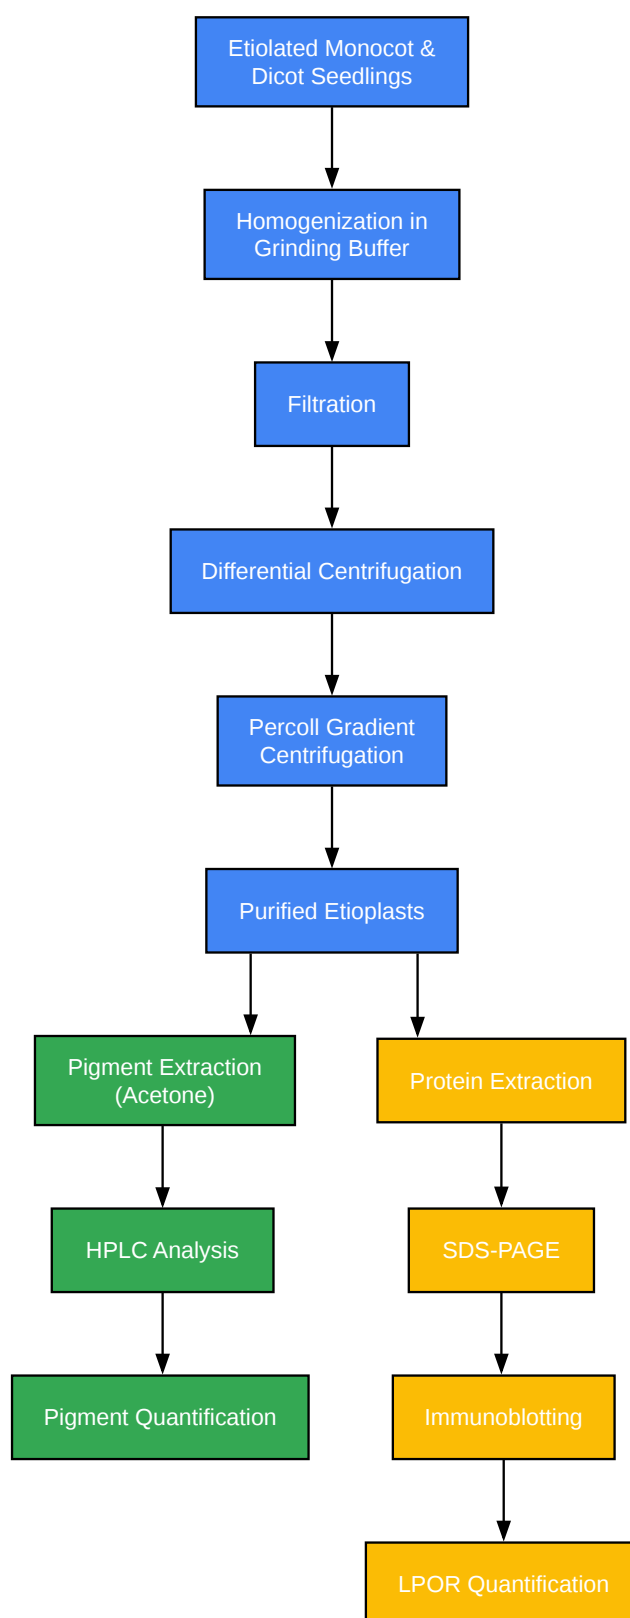 Etiolated Monocot &
Dicot Seedlings
Homogenization in
Grinding Buffer
Filtration
Differential Centrifugation
Percoll Gradient
Centrifugation
Purified Etioplasts
Pigment Extraction
(Acetone)
Protein Extraction
HPLC Analysis
SDS-PAGE
Pigment Quantification
Immunoblotting
LPOR Quantification